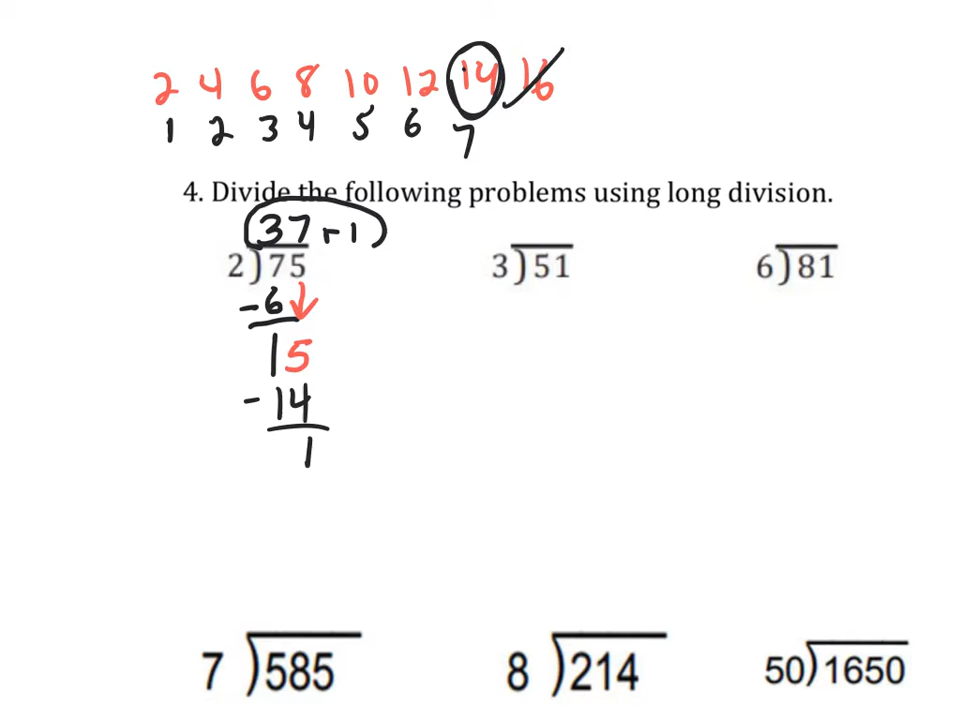 2 4 6 8 10 12 14 16
1 2 3 4 5 6 7
4. Divide the following problems using long division.
37 r 1
2)75 3)51 6)81
-6
15
-14
1
7)585 8)214 50)1650